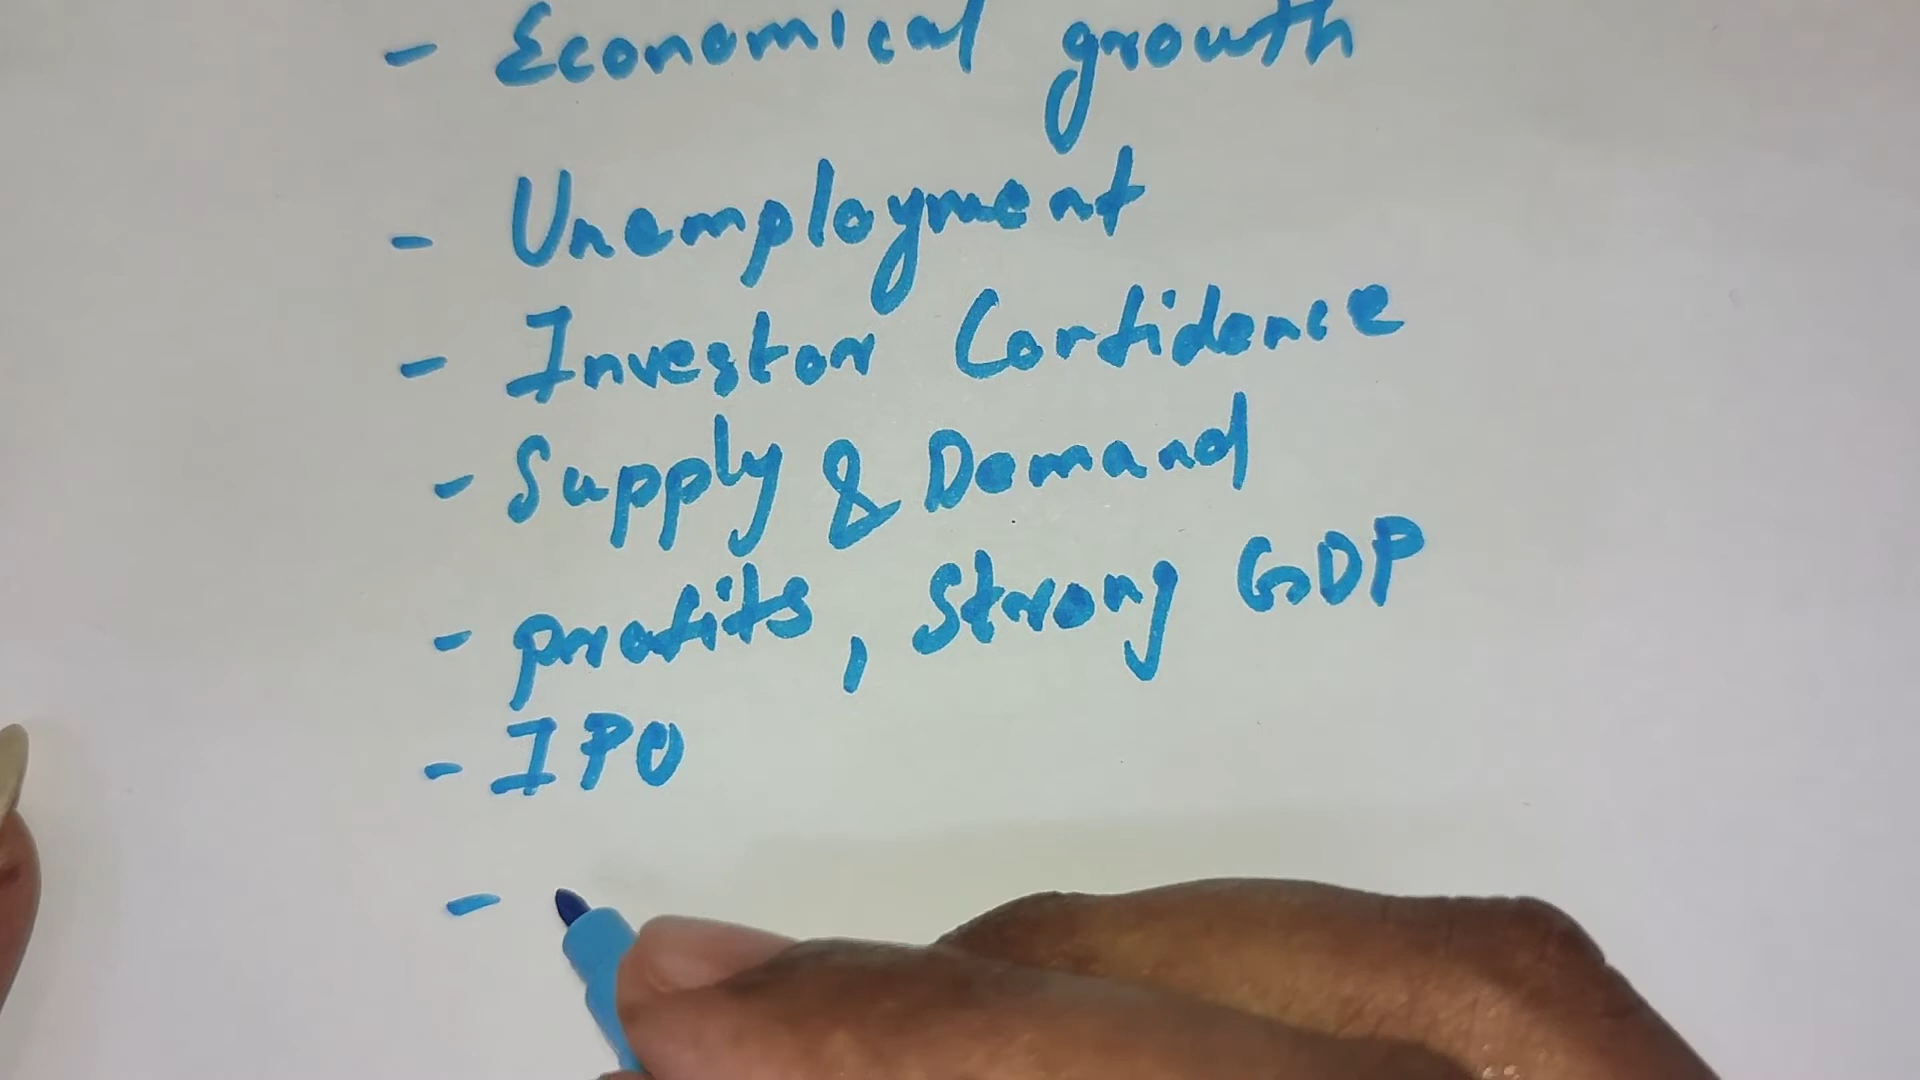 - Economical growth
- Unemployment
- Investor Confidence
- Supply & Demand
- profits, Strong GDP
- IPO
-